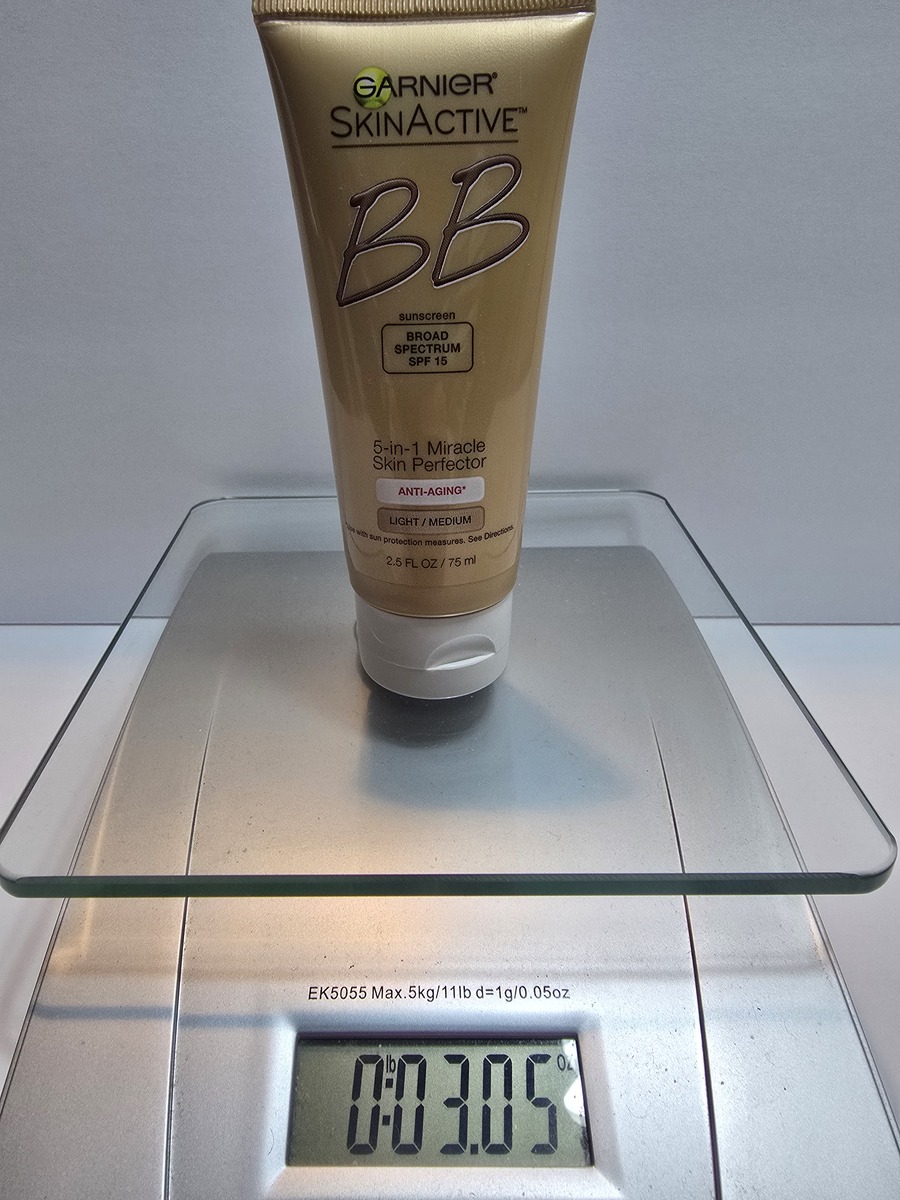 GARNIER®
SKINACTIVE™
BB
sunscreen
BROAD
SPECTRUM
SPF 15
5-in-1 Miracle
Skin Perfector
ANTI-AGING*
LIGHT / MEDIUM
with sun protection measures. See Directions.
2.5 FL OZ / 75 ml
EK5055 Max.5kg/11lb d=1g/0.05oz
0 lb:03.05 oz